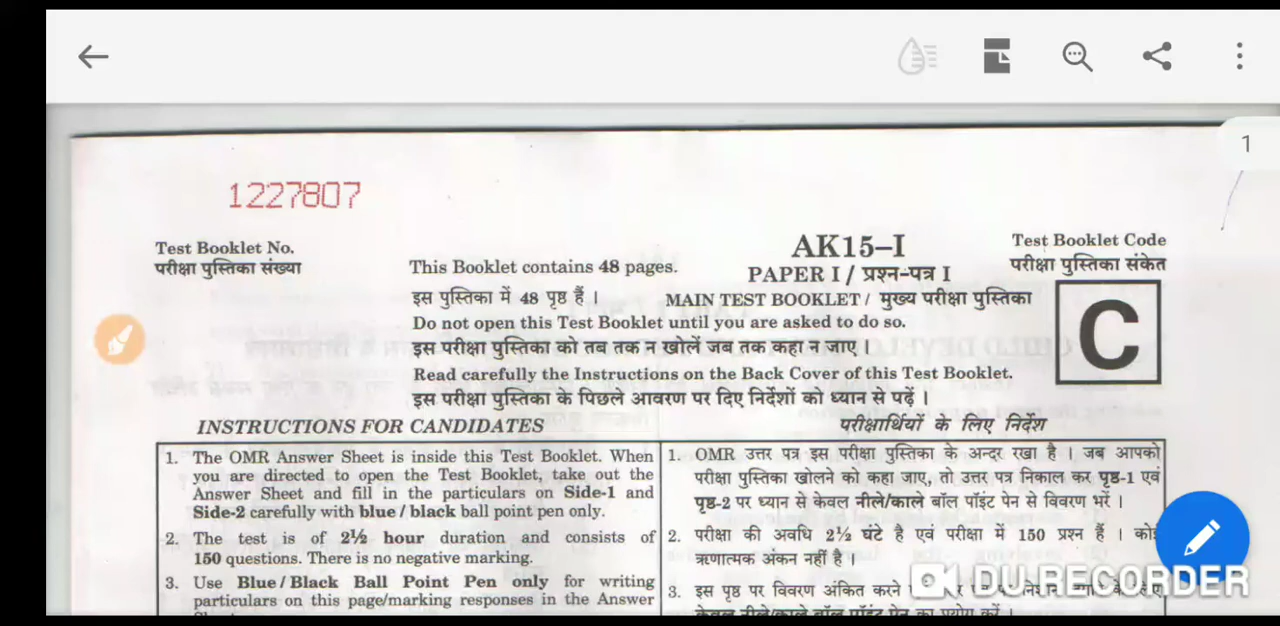 1
1227807
Test Booklet No.
परीक्षा पुस्तिका संख्या
This Booklet contains 48 pages.
इस पुस्तिका में 48 पृष्ठ हैं ।
AK15–I
PAPER I / प्रश्न-पत्र I
MAIN TEST BOOKLET / मुख्य परीक्षा पुस्तिका
Test Booklet Code
परीक्षा पुस्तिका संकेत
C
Do not open this Test Booklet until you are asked to do so.
इस परीक्षा पुस्तिका को तब तक न खोलें जब तक कहा न जाए ।
Read carefully the Instructions on the Back Cover of this Test Booklet.
इस परीक्षा पुस्तिका के पिछले आवरण पर दिए निर्देशों को ध्यान से पढ़ें ।
INSTRUCTIONS FOR CANDIDATES
1. The OMR Answer Sheet is inside this Test Booklet. When
you are directed to open the Test Booklet, take out the
Answer Sheet and fill in the particulars on Side-1 and
Side-2 carefully with blue / black ball point pen only.
2. The test is of 2½ hour duration and consists of
150 questions. There is no negative marking.
3. Use Blue / Black Ball Point Pen only for writing
particulars on this page/marking responses in the Answer
परीक्षार्थियों के लिए निर्देश
1. OMR उत्तर पत्र इस परीक्षा पुस्तिका के अन्दर रखा है । जब आपको
परीक्षा पुस्तिका खोलने को कहा जाए, तो उत्तर पत्र निकाल कर पृष्ठ-1 एवं
पृष्ठ-2 पर ध्यान से केवल नीले/काले बॉल पॉइंट पेन से विवरण भरें ।
2. परीक्षा की अवधि 2½ घंटे है एवं परीक्षा में 150 प्रश्न हैं । कोई
ऋणात्मक अंकन नहीं है ।
3. इस पृष्ठ पर विवरण अंकित करने
केवल नीले/काले बॉल पॉइंट पेन का प्रयोग करें ।
DU RECORDER